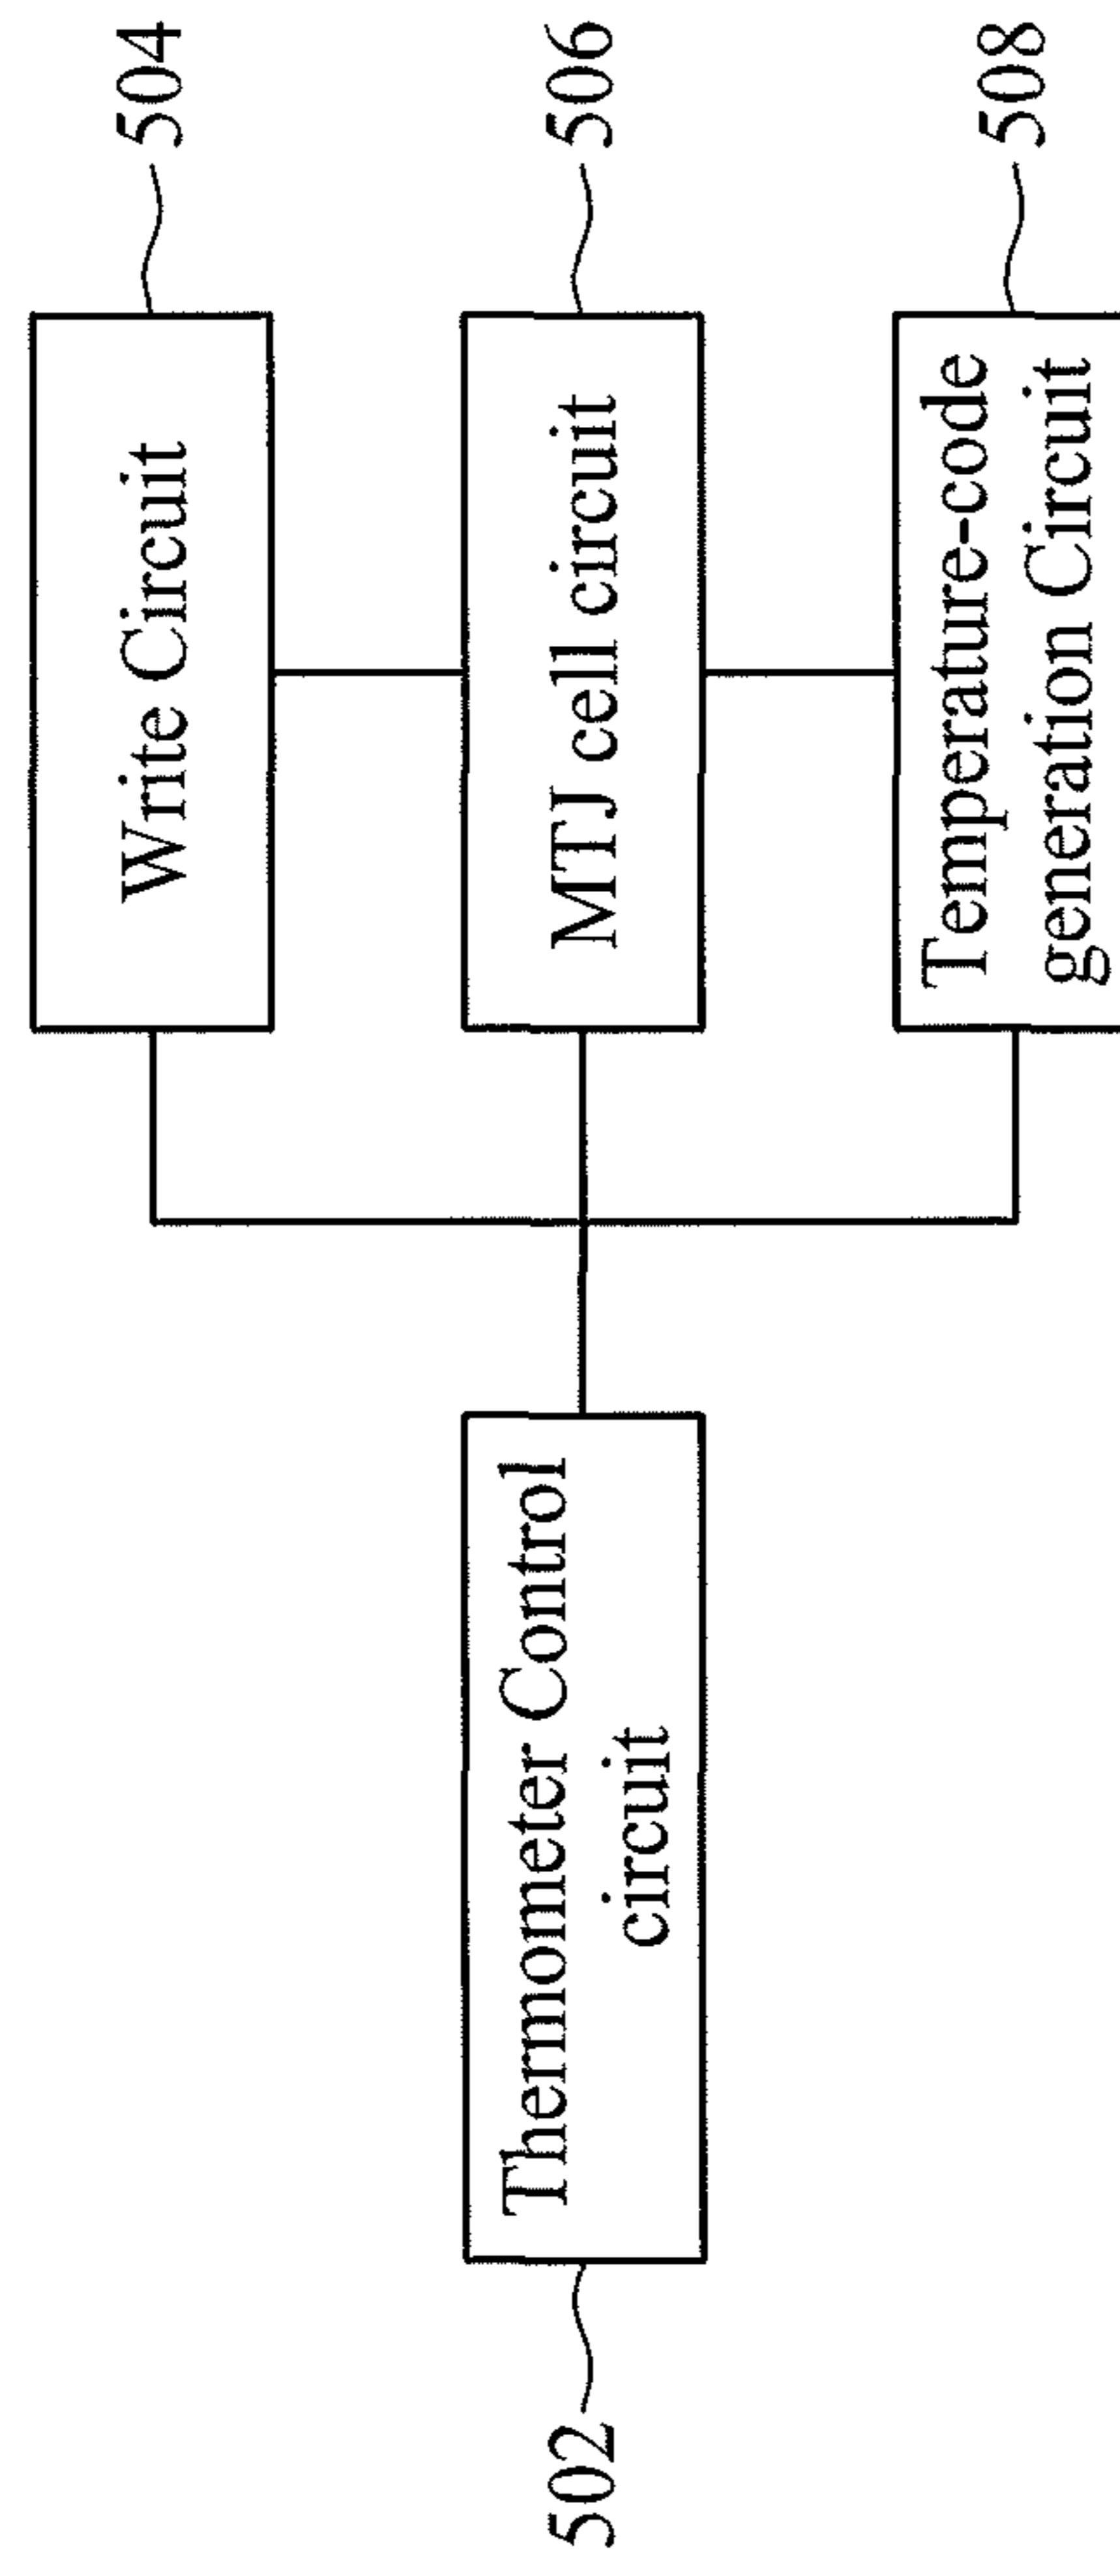 Write Circuit
504
Thermometer Control
circuit
502
MTJ cell circuit
506
Temperature-code
generation Circuit
508